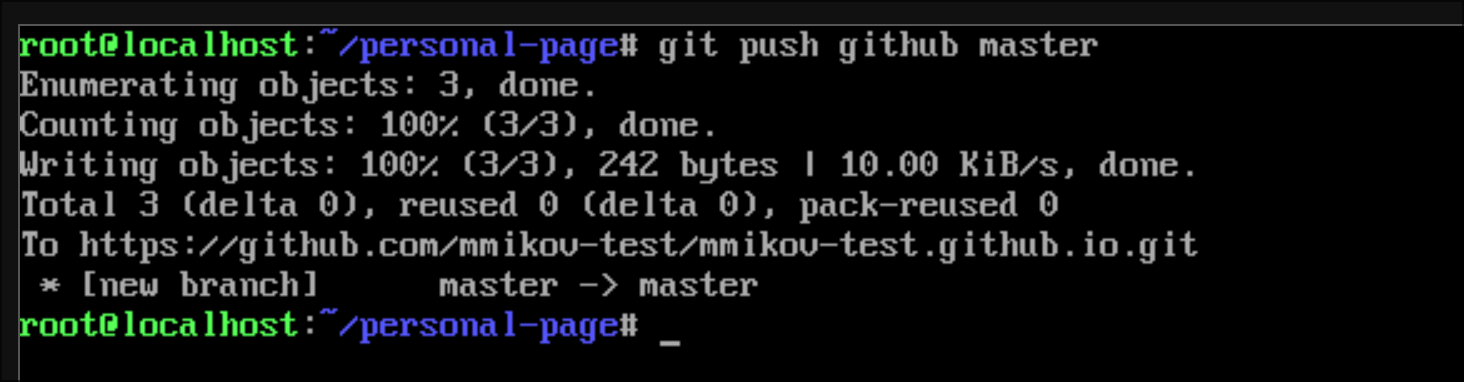 root@localhost:~/personal-page# git push github master
Enumerating objects: 3, done.
Counting objects: 100% (3/3), done.
Writing objects: 100% (3/3), 242 bytes | 10.00 KiB/s, done.
Total 3 (delta 0), reused 0 (delta 0), pack-reused 0
To https://github.com/mmikov-test/mmikov-test.github.io.git
 * [new branch]      master -> master
root@localhost:~/personal-page# _